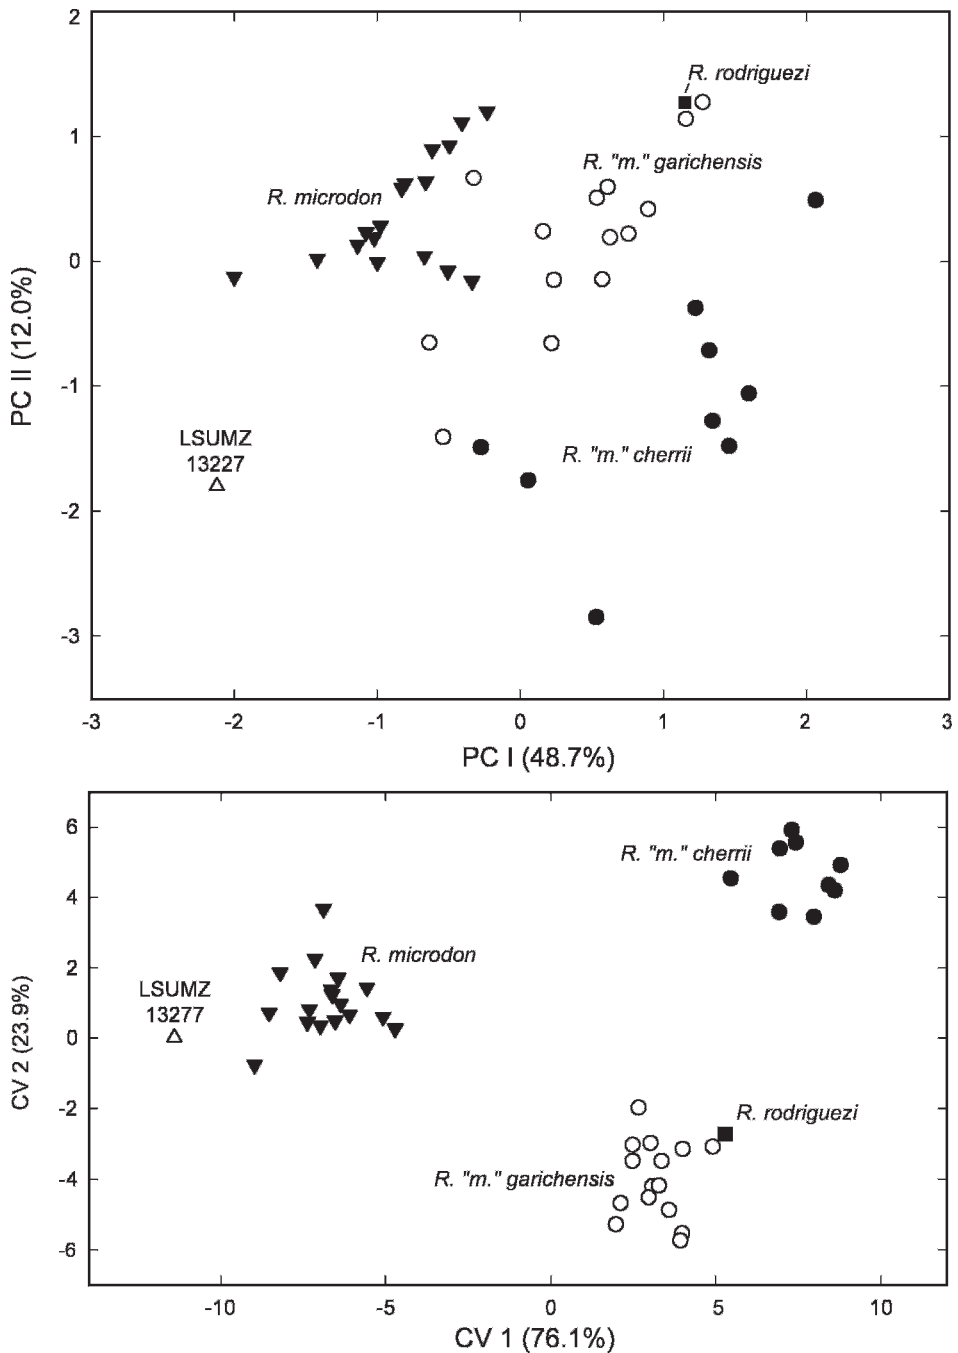 2
R. rodriguezi
1
R. "m." garichensis
R. microdon
0
PC II (12.0%)
-1
LSUMZ
13227
R. "m." cherrii
-2
-3
-3 -2 -1 0 1 2 3
PC I (48.7%)
6
R. "m." cherrii
4
R. microdon
2
LSUMZ
13277
0
CV 2 (23.9%)
-2
R. rodriguezi
-4
R. "m." garichensis
-6
-10 -5 0 5 10
CV 1 (76.1%)